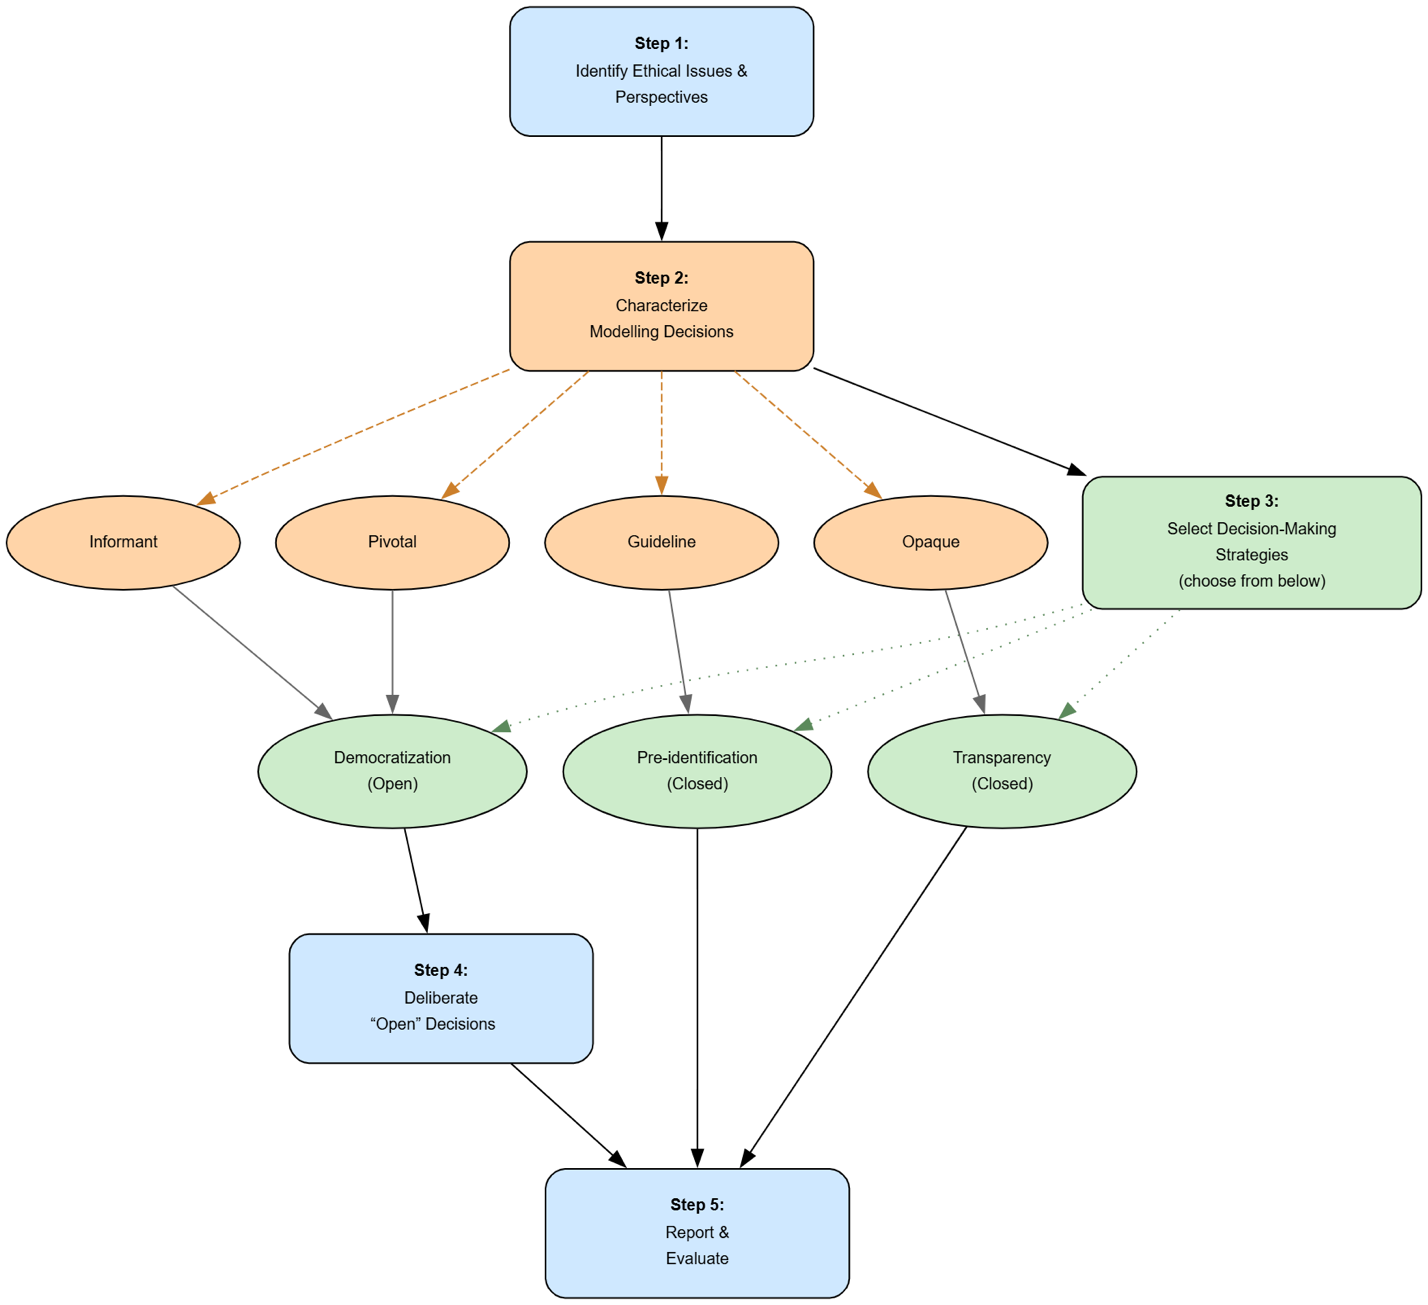 Step 1:
Identify Ethical Issues &
Perspectives
Step 2:
Characterize
Modelling Decisions
Informant
Pivotal
Guideline
Opaque
Step 3:
Select Decision-Making
Strategies
(choose from below)
Democratization
(Open)
Pre-identification
(Closed)
Transparency
(Closed)
Step 4:
Deliberate
“Open” Decisions
Step 5:
Report &
Evaluate